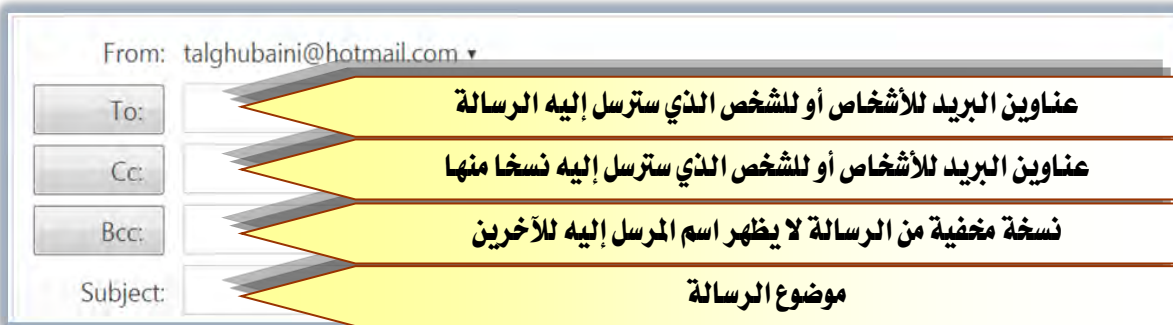 From: talghubaini@hotmail.com ▾
To: عناوين البريد للأشخاص أو للشخص الذي سترسل إليه الرسالة
Cc: عناوين البريد للأشخاص أو للشخص الذي سترسل إليه نسخا منها
Bcc: نسخة مخفية من الرسالة لا يظهر اسم المرسل إليه للآخرين
Subject: موضوع الرسالة